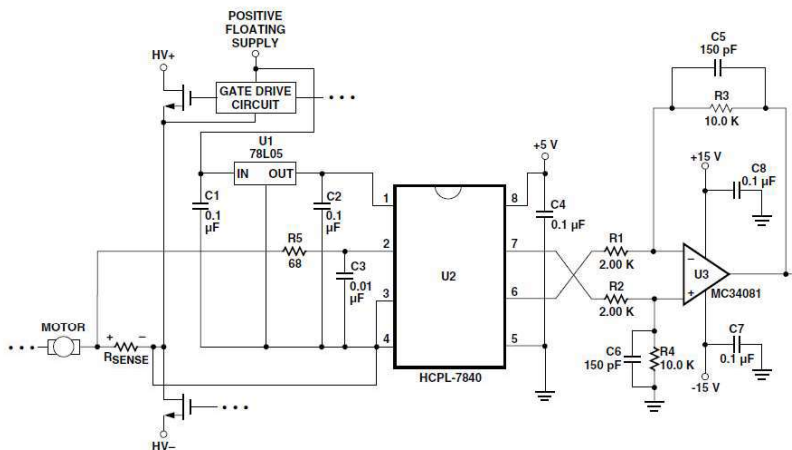 POSITIVE
FLOATING
SUPPLY
HV+
GATE DRIVE
CIRCUIT
U1
78L05
IN OUT
C1
0.1
µF
C2
0.1
µF
R5
68
C3
0.01
µF
MOTOR
+ −
RSENSE
HV−
1
2
3
4
8
7
6
5
U2
HCPL-7840
+5 V
C4
0.1 µF
R1
2.00 K
R2
2.00 K
C6
150 pF
R4
10.0 K
C5
150 pF
R3
10.0 K
+15 V
C8
0.1 µF
−
+
U3
MC34081
C7
0.1 µF
-15 V